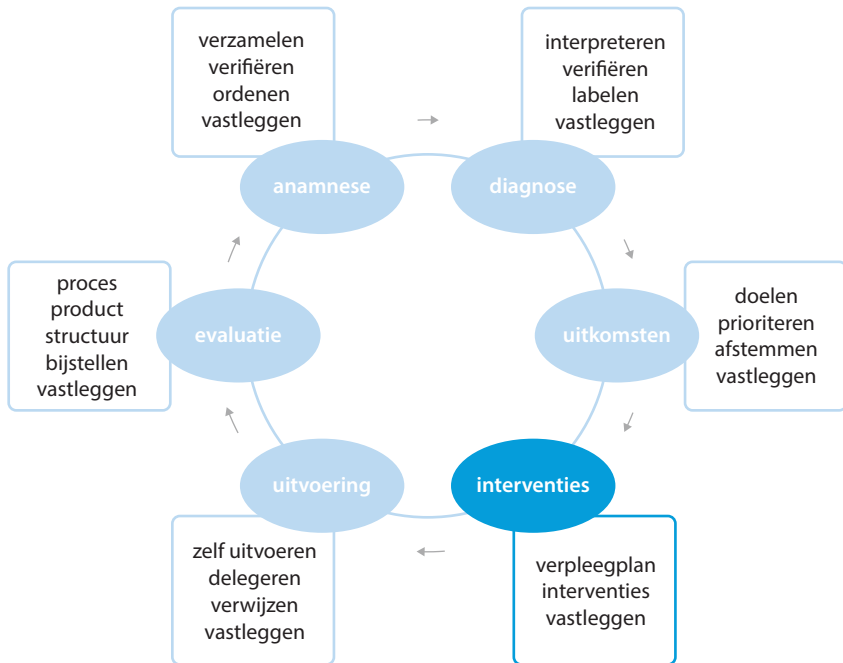 verzamelen
verifiëren
ordenen
vastleggen
anamnese
interpreteren
verifiëren
labelen
vastleggen
diagnose
doelen
prioriteren
afstemmen
vastleggen
uitkomsten
interventies
verpleegplan
interventies
vastleggen
uitvoering
zelf uitvoeren
delegeren
verwijzen
vastleggen
proces
product
structuur
bijstellen
vastleggen
evaluatie